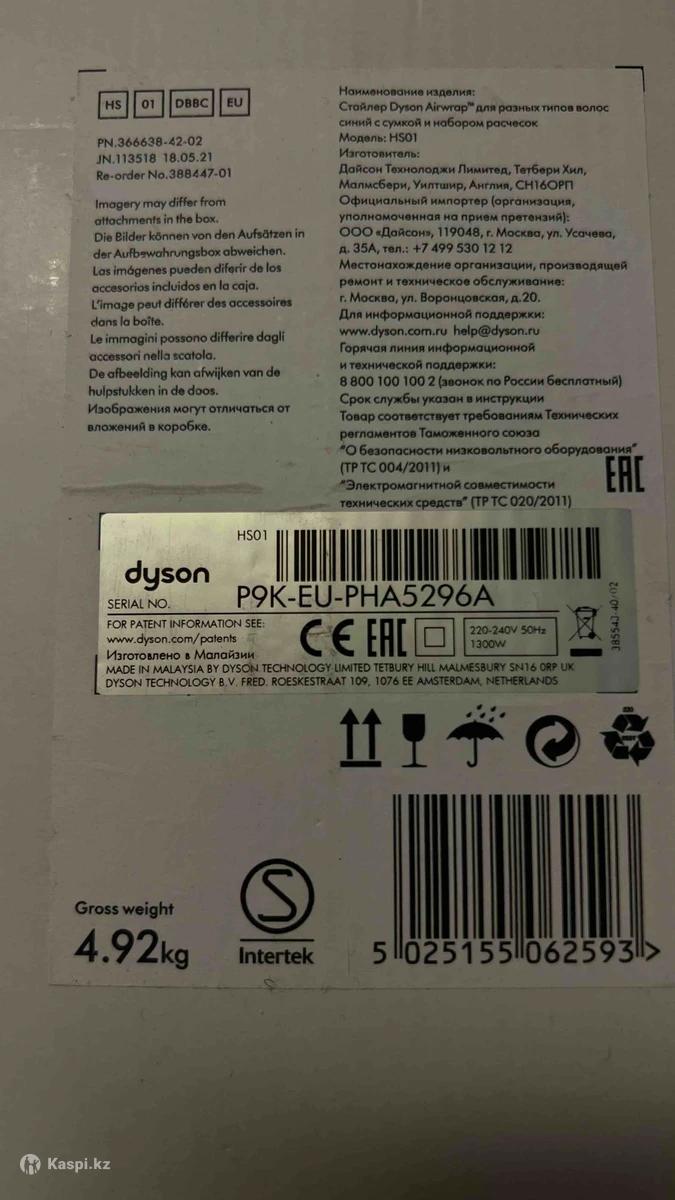 HS 01 DBBC EU
PN.366638-42-02
JN.113518 18.05.21
Re-order No.388447-01
Imagery may differ from
attachments in the box.
Die Bilder können von den Aufsätzen in
der Aufbewahrungsbox abweichen.
Las imágenes pueden diferir de los
accesorios incluidos en la caja.
L'image peut différer des accessoires
dans la boîte.
Le immagini possono differire dagli
accessori nella scatola.
De afbeelding kan afwijken van de
hulpstukken in de doos.
Изображения могут отличаться от
вложений в коробке.
Наименование изделия:
Стайлер Dyson Airwrap™ для разных типов волос
синий с сумкой и набором расчесок
Модель: HS01
Изготовитель:
Дайсон Технолоджи Лимитед, Тетбери Хил,
Малмсбери, Уилтшир, Англия, СН16ОРП
Официальный импортер (организация,
уполномоченная на прием претензий):
ООО «Дайсон», 119048, г. Москва, ул. Усачева,
д. 35А, тел.: +7 499 530 12 12
Местонахождение организации, производящей
ремонт и техническое обслуживание:
г. Москва, ул. Воронцовская, д.20.
Для информационной поддержки:
www.dyson.com.ru help@dyson.ru
Горячая линия информационной
и технической поддержки:
8 800 100 100 2 (звонок по России бесплатный)
Срок службы указан в инструкции
Товар соответствует требованиям Технических
регламентов Таможенного союза
"О безопасности низковольтного оборудования"
(ТР ТС 004/2011) и
"Электромагнитной совместимости
технических средств" (ТР ТС 020/2011)
EAC
HS01
dyson
SERIAL NO. P9K-EU-PHA5296A
FOR PATENT INFORMATION SEE:
www.dyson.com/patents
CE EAC
220-240V 50Hz
1300W
385543-40/02
Изготовлено в Малайзии
MADE IN MALAYSIA BY DYSON TECHNOLOGY LIMITED TETBURY HILL MALMESBURY SN16 0RP UK
DYSON TECHNOLOGY B.V. FRED. ROESKESTRAAT 109, 1076 EE AMSTERDAM, NETHERLANDS
Gross weight
4.92kg
S
Intertek
5 025155 062593 >
Kaspi.kz